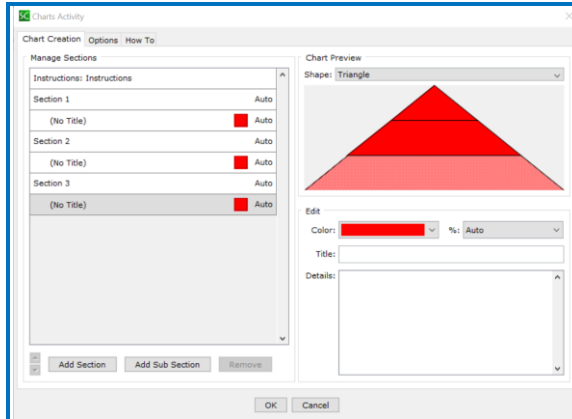 SC Charts Activity
Chart Creation Options How To
Manage Sections
Instructions: Instructions
Section 1 Auto
(No Title) Auto
Section 2 Auto
(No Title) Auto
Section 3 Auto
(No Title) Auto
Add Section Add Sub Section Remove
Chart Preview
Shape: Triangle
Edit
Color: %: Auto
Title:
Details:
OK Cancel